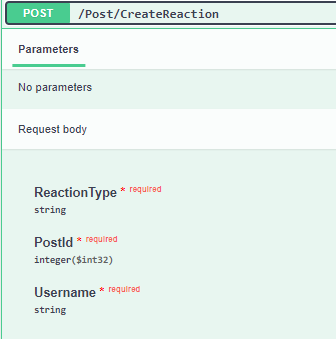 POST /Post/CreateReaction
Parameters
No parameters
Request body
ReactionType * required
string
PostId * required
integer($int32)
Username * required
string